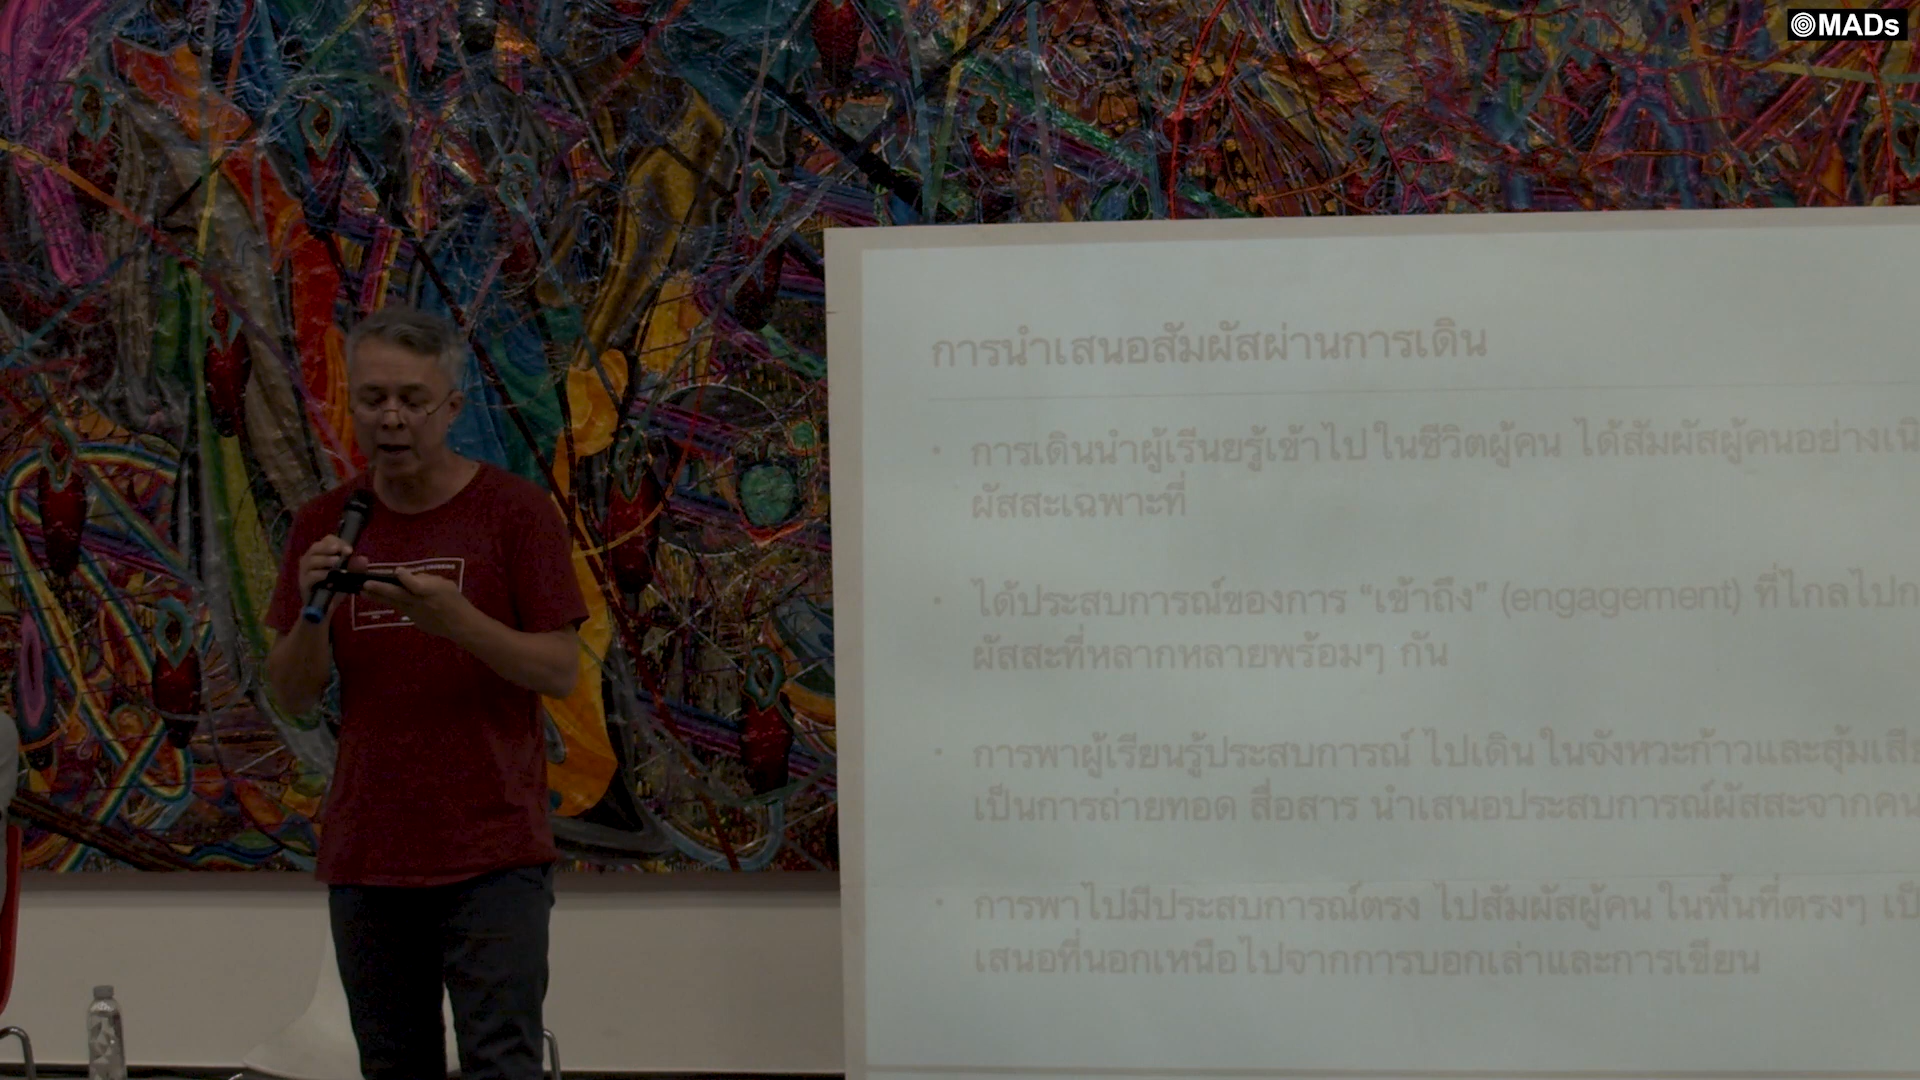 MADs
การนำเสนอสัมผัสผ่านการเดิน
• การเดินนำผู้เรีนยรู้เข้าไปในชีวิตผู้คน ได้สัมผัสผู้คนอย่าง
ผัสสะเฉพาะที่
• ได้ประสบการณ์ของการ “เข้าถึง” (engagement) ที่ไกลไป
ผัสสะที่หลากหลายพร้อมๆ กัน
• การพาผู้เรียนรู้ประสบการณ์ ไปเดินในจังหวะก้าวและสุ้ม
เป็นการถ่ายทอด สื่อสาร นำเสนอประสบการณ์ผัสสะจากคน
• การพาไปมีประสบการณ์ตรง ไปสัมผัสผู้คนในพื้นที่ตรงๆ
เสนอที่นอกเหนือไปจากการบอกเล่าและการเขียน